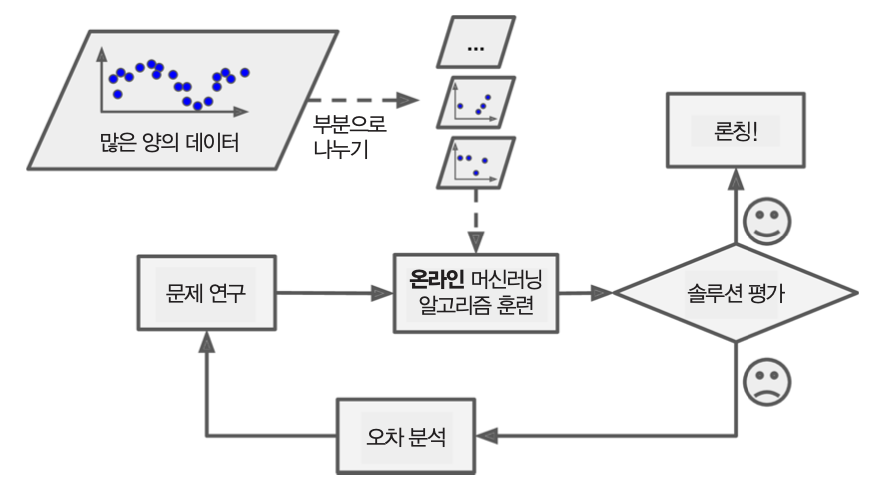 ...
많은 양의 데이터
부분으로
나누기
론칭!
문제 연구
온라인 머신러닝
알고리즘 훈련
솔루션 평가
오차 분석